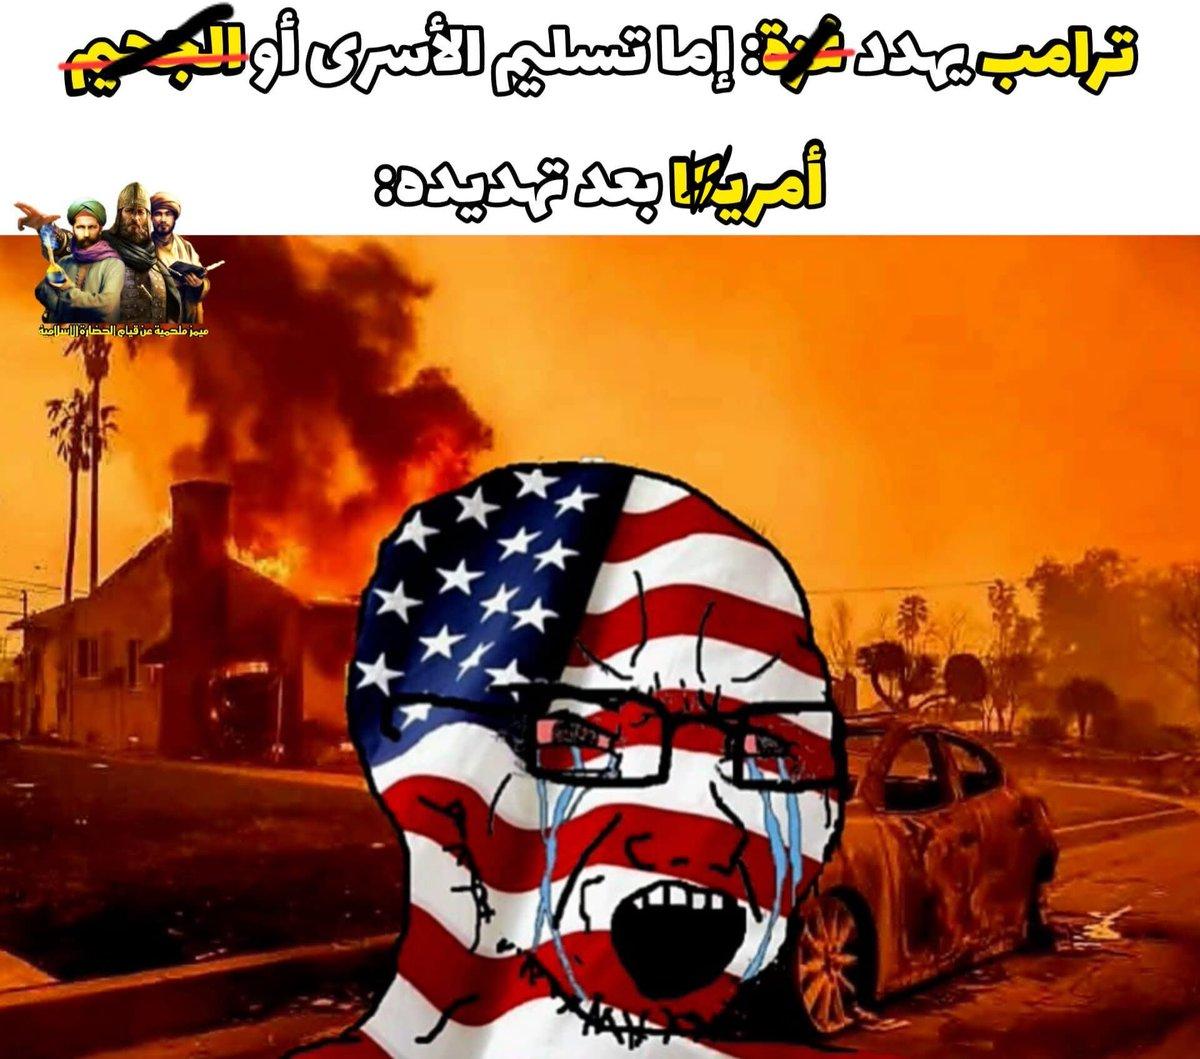 ترامب يهدد غزة: إما تسليم الأسرى أو الجحيم
أمريكا بعد تهديده:
ميمز ملحمية عن قيام الحضارة الإسلامية